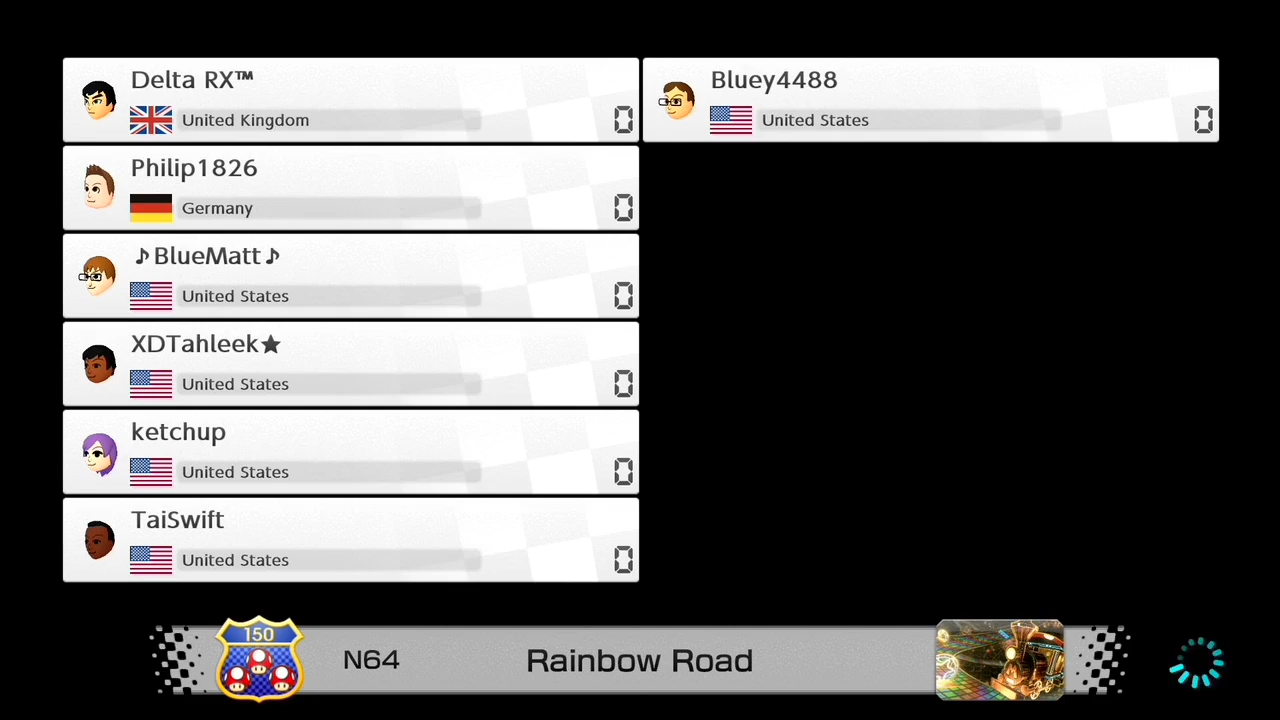 Delta RX™
United Kingdom
0
Philip1826
Germany
0
♪BlueMatt♪
United States
0
XDTahleek★
United States
0
ketchup
United States
0
TaiSwift
United States
0
Bluey4488
United States
0
150
N64
Rainbow Road